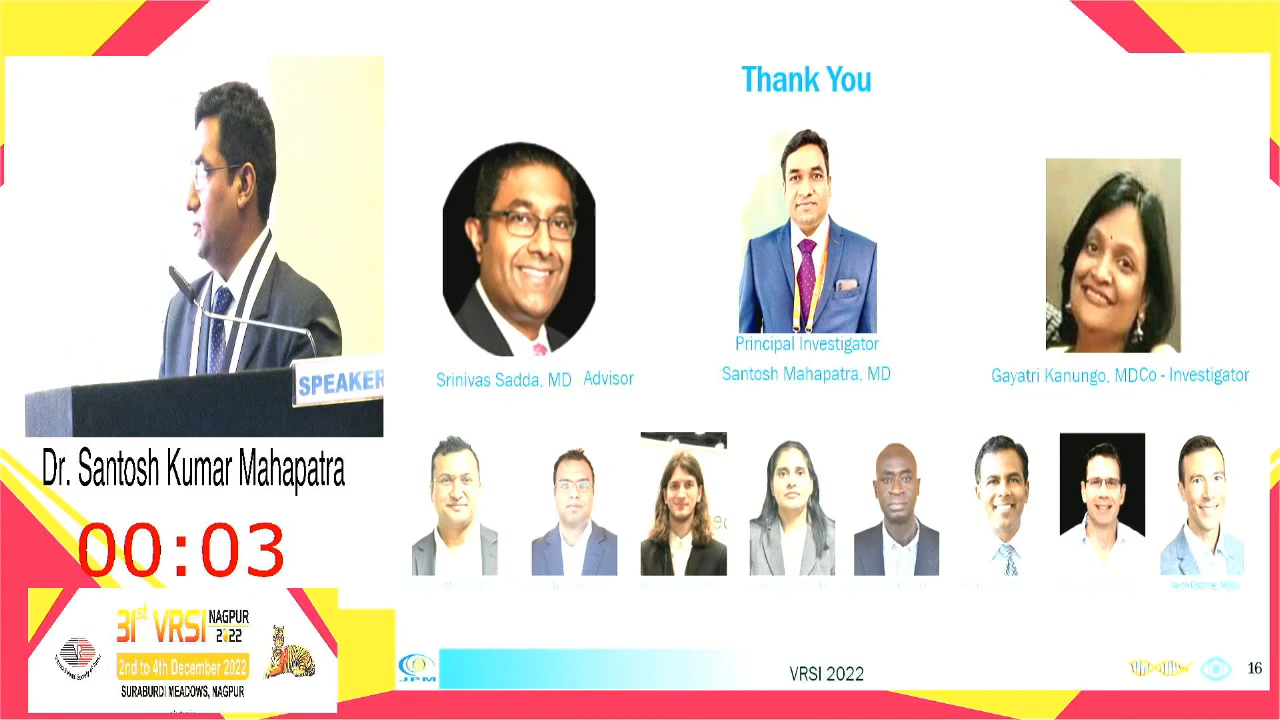 Thank You
SPEAKER
Principal Investigator
Srinivas Sadda, MD Advisor
Santosh Mahapatra, MD
Gayatri Kanungo, MDCo - Investigator
Dr. Santosh Kumar Mahapatra
00:03
31st VRSI NAGPUR
2022
2nd to 4th December 2022
SURABURDI MEADOWS, NAGPUR
JPM
VRSI 2022
16